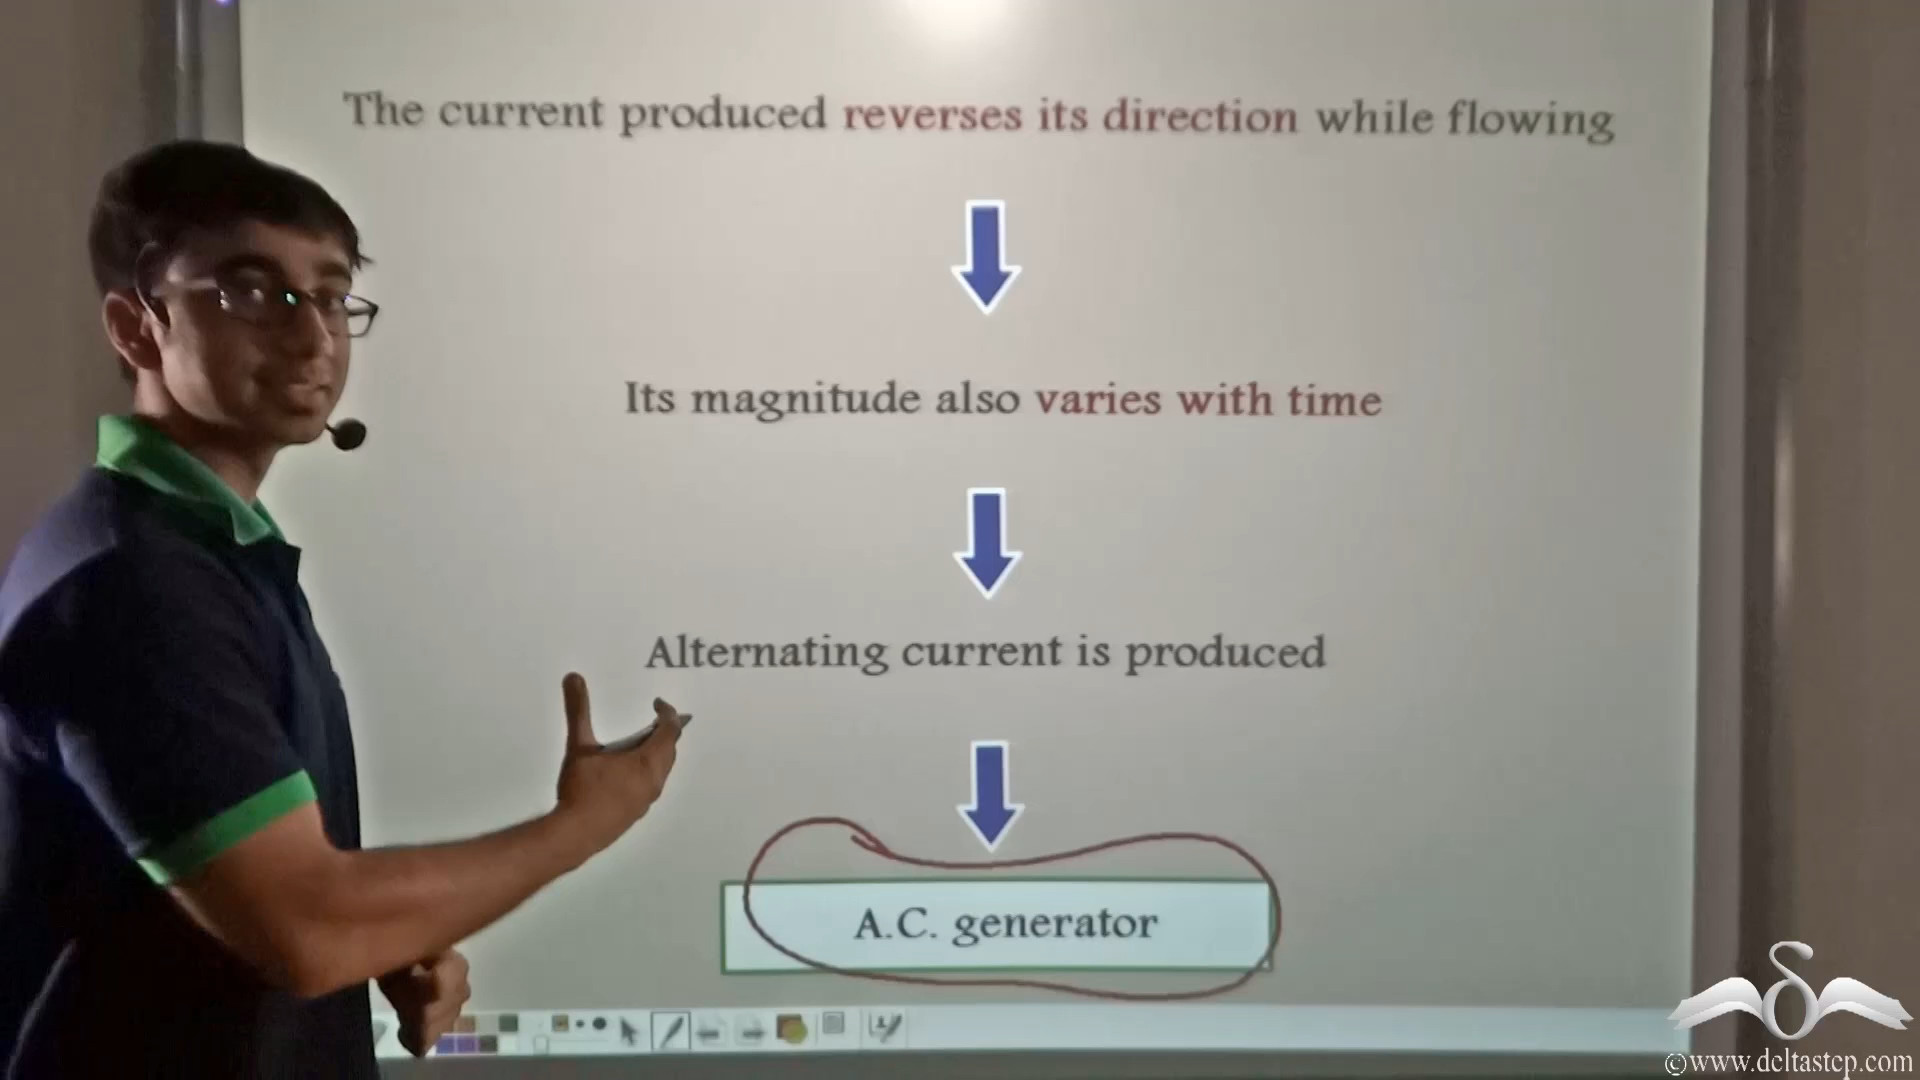 The current produced reverses its direction while flowing
Its magnitude also varies with time
Alternating current is produced
A.C. generator
©www.deltastep.com